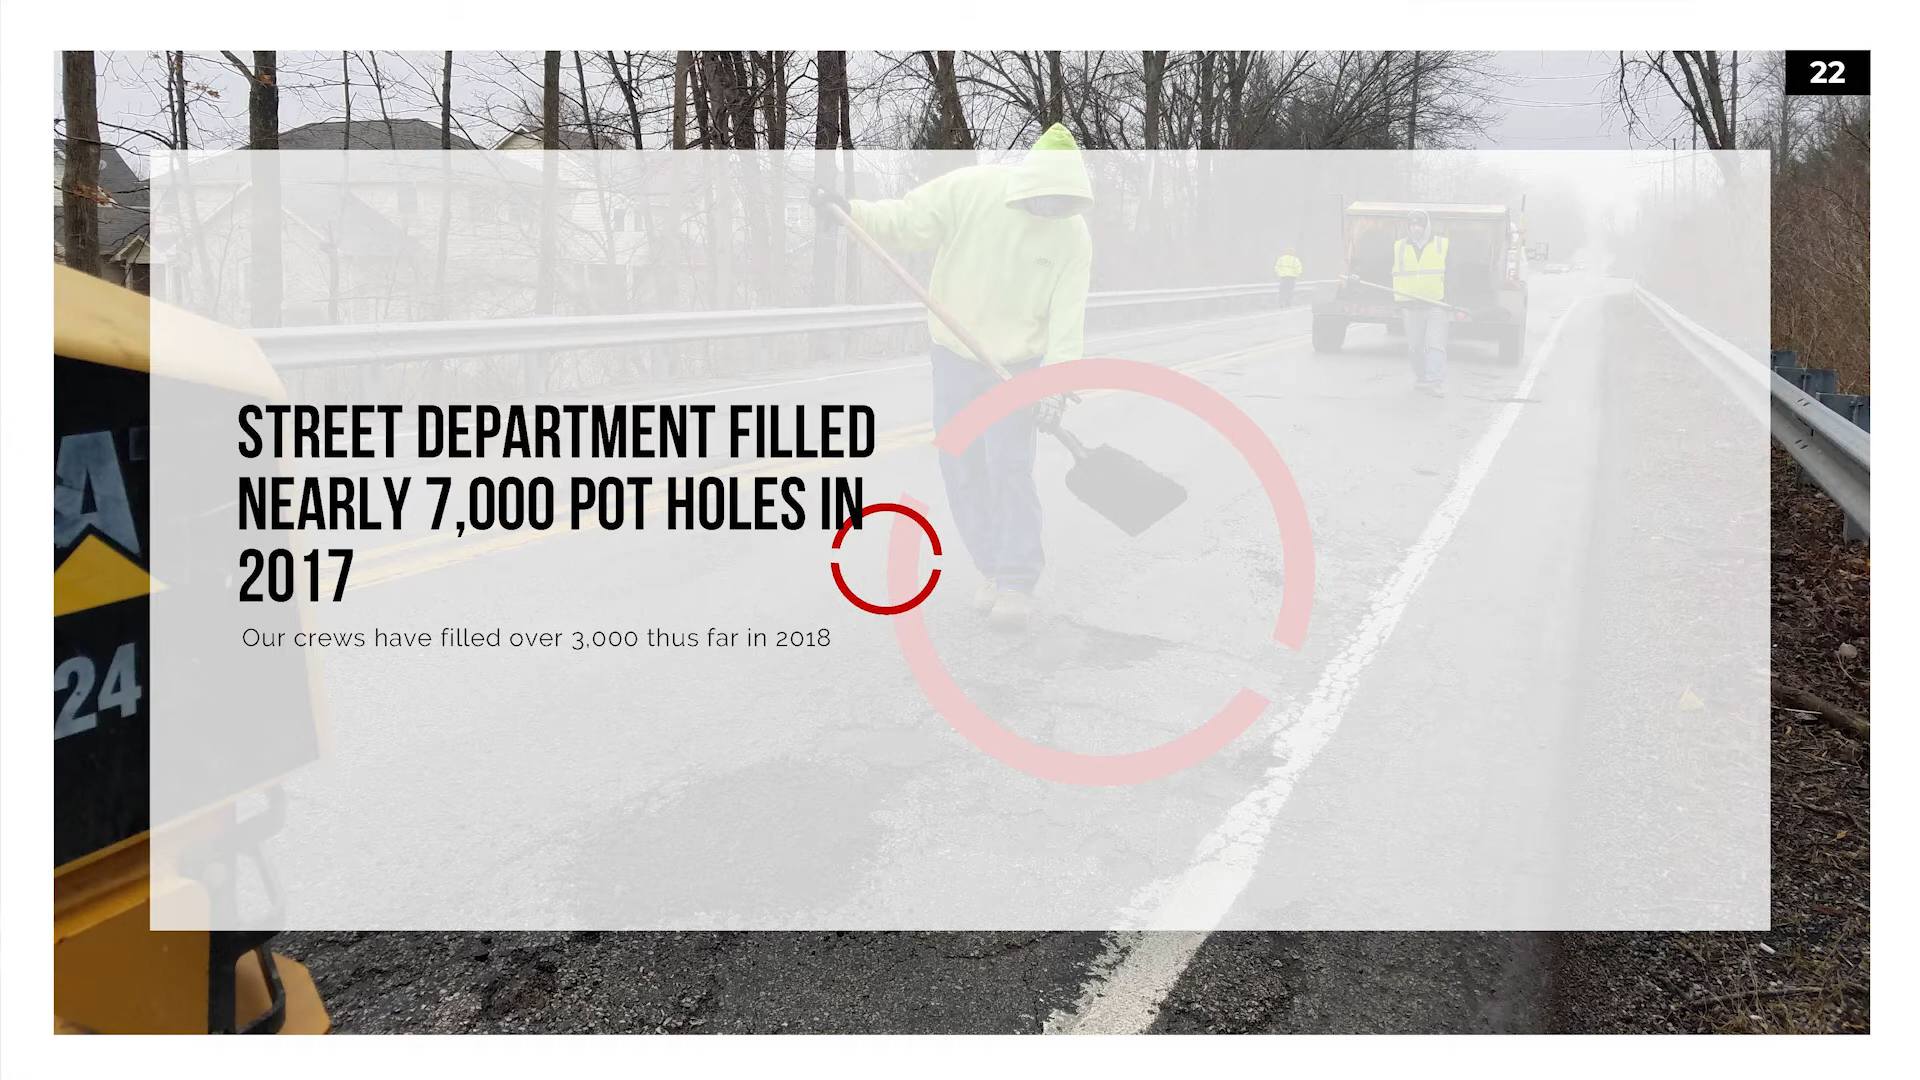 22
STREET DEPARTMENT FILLED
NEARLY 7,000 POT HOLES IN
2017
Our crews have filled over 3,000 thus far in 2018
A
24